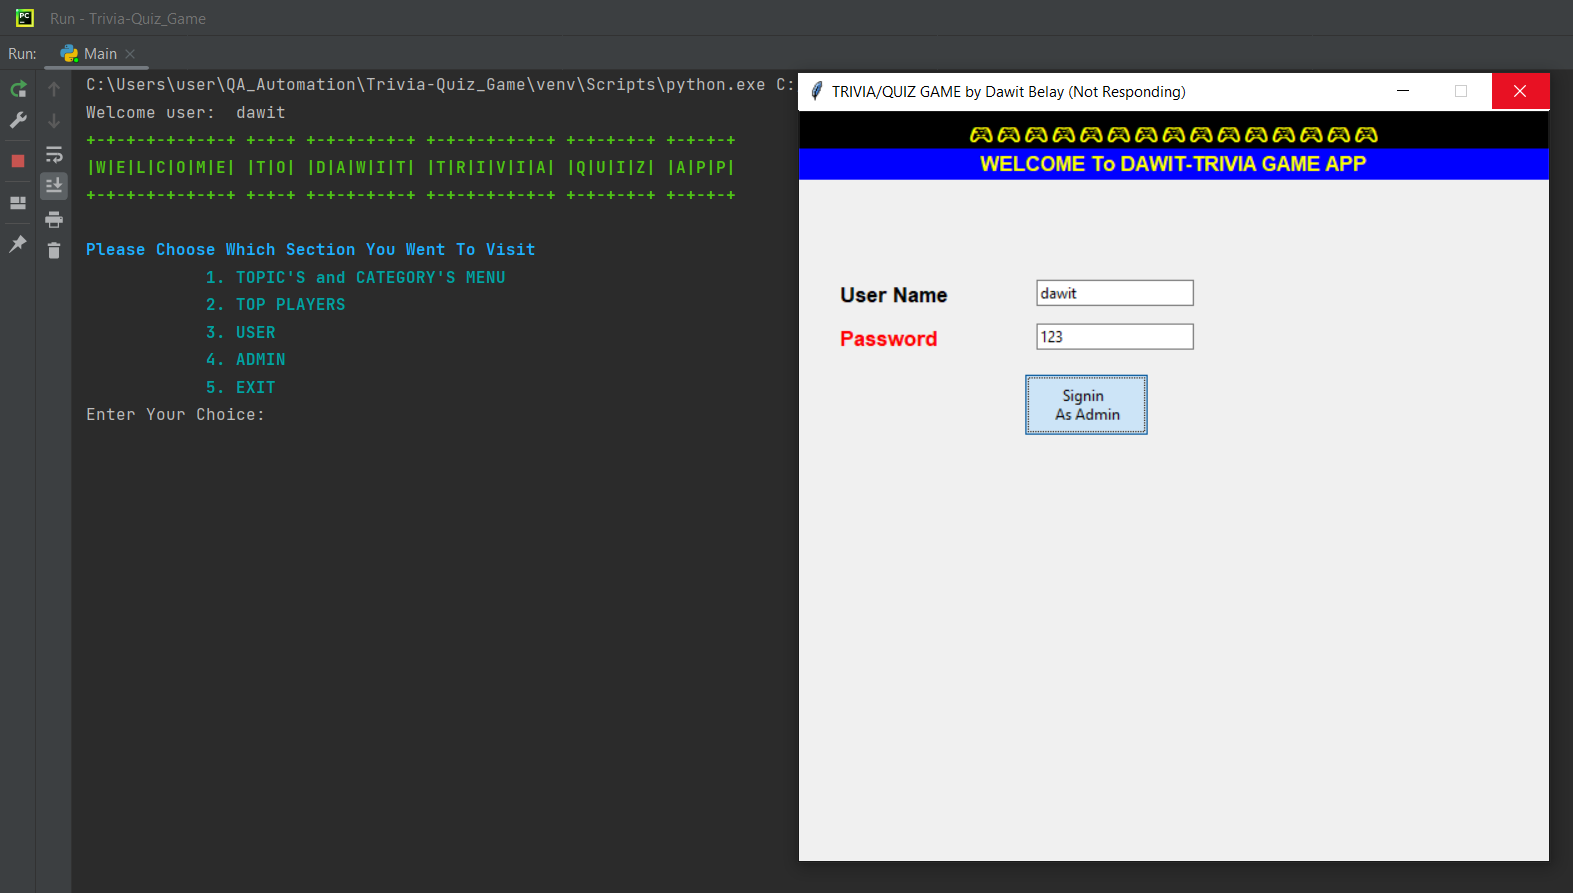 Run - Trivia-Quiz_Game
Run: Main
C:\Users\user\QA_Automation\Trivia-Quiz_Game\venv\Scripts\python.exe C:
Welcome user:  dawit
+-+-+-+-+-+-+-+ +-+-+ +-+-+-+-+-+ +-+-+-+-+-+-+ +-+-+-+-+ +-+-+-+
|W|E|L|C|O|M|E| |T|O| |D|A|W|I|T| |T|R|I|V|I|A| |Q|U|I|Z| |A|P|P|
+-+-+-+-+-+-+-+ +-+-+ +-+-+-+-+-+ +-+-+-+-+-+-+ +-+-+-+-+ +-+-+-+
Please Choose Which Section You Went To Visit
1. TOPIC'S and CATEGORY'S MENU
2. TOP PLAYERS
3. USER
4. ADMIN
5. EXIT
Enter Your Choice:
TRIVIA/QUIZ GAME by Dawit Belay (Not Responding)
🎮🎮🎮🎮🎮🎮🎮🎮🎮🎮🎮🎮🎮🎮🎮
WELCOME To DAWIT-TRIVIA GAME APP
User Name dawit
Password 123
Signin
As Admin